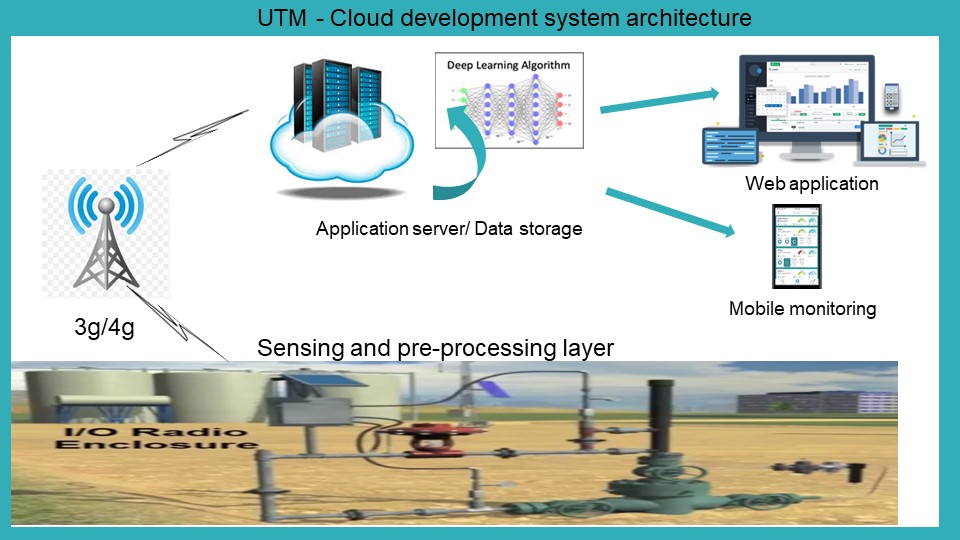 UTM - Cloud development system architecture
Deep Learning Algorithm
Web application
Application server/ Data storage
Mobile monitoring
3g/4g
Sensing and pre-processing layer
I/O Radio
Enclosure